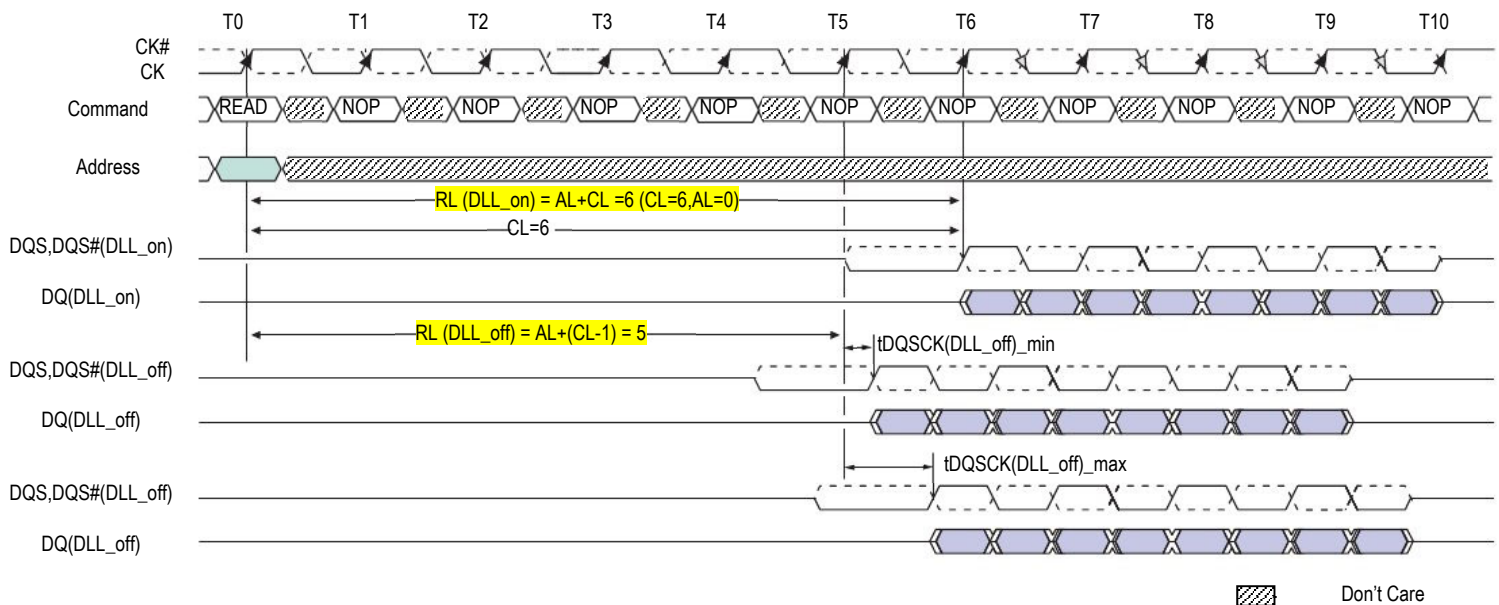 T0 T1 T2 T3 T4 T5 T6 T7 T8 T9 T10
CK#
CK
Command READ NOP NOP NOP NOP NOP NOP NOP NOP NOP NOP
Address
RL (DLL_on) = AL+CL =6 (CL=6,AL=0)
CL=6
DQS,DQS#(DLL_on)
DQ(DLL_on)
RL (DLL_off) = AL+(CL-1) = 5
tDQSCK(DLL_off)_min
DQS,DQS#(DLL_off)
DQ(DLL_off)
tDQSCK(DLL_off)_max
DQS,DQS#(DLL_off)
DQ(DLL_off)
Don't Care